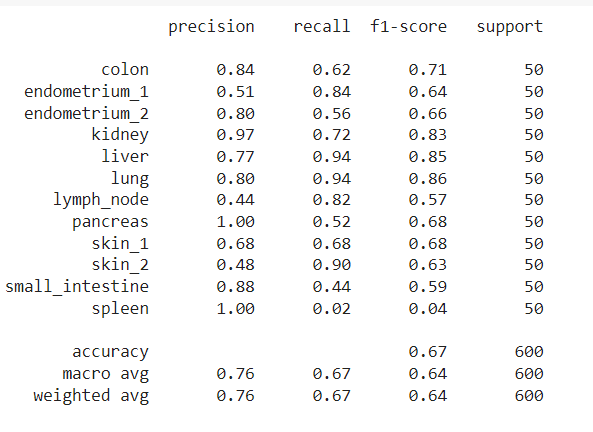 precision recall f1-score support
colon 0.84 0.62 0.71 50
endometrium_1 0.51 0.84 0.64 50
endometrium_2 0.80 0.56 0.66 50
kidney 0.97 0.72 0.83 50
liver 0.77 0.94 0.85 50
lung 0.80 0.94 0.86 50
lymph_node 0.44 0.82 0.57 50
pancreas 1.00 0.52 0.68 50
skin_1 0.68 0.68 0.68 50
skin_2 0.48 0.90 0.63 50
small_intestine 0.88 0.44 0.59 50
spleen 1.00 0.02 0.04 50
accuracy 0.67 600
macro avg 0.76 0.67 0.64 600
weighted avg 0.76 0.67 0.64 600